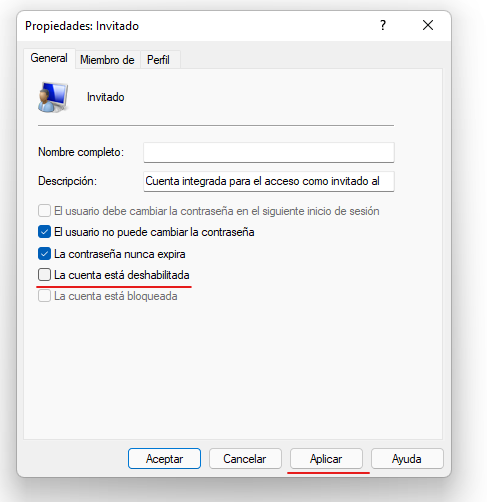 Propiedades: Invitado
?
General
Miembro de
Perfil
Invitado
Nombre completo:
Descripción: Cuenta integrada para el acceso como invitado al
El usuario debe cambiar la contraseña en el siguiente inicio de sesión
El usuario no puede cambiar la contraseña
La contraseña nunca expira
La cuenta está deshabilitada
La cuenta está bloqueada
Aceptar Cancelar Aplicar Ayuda